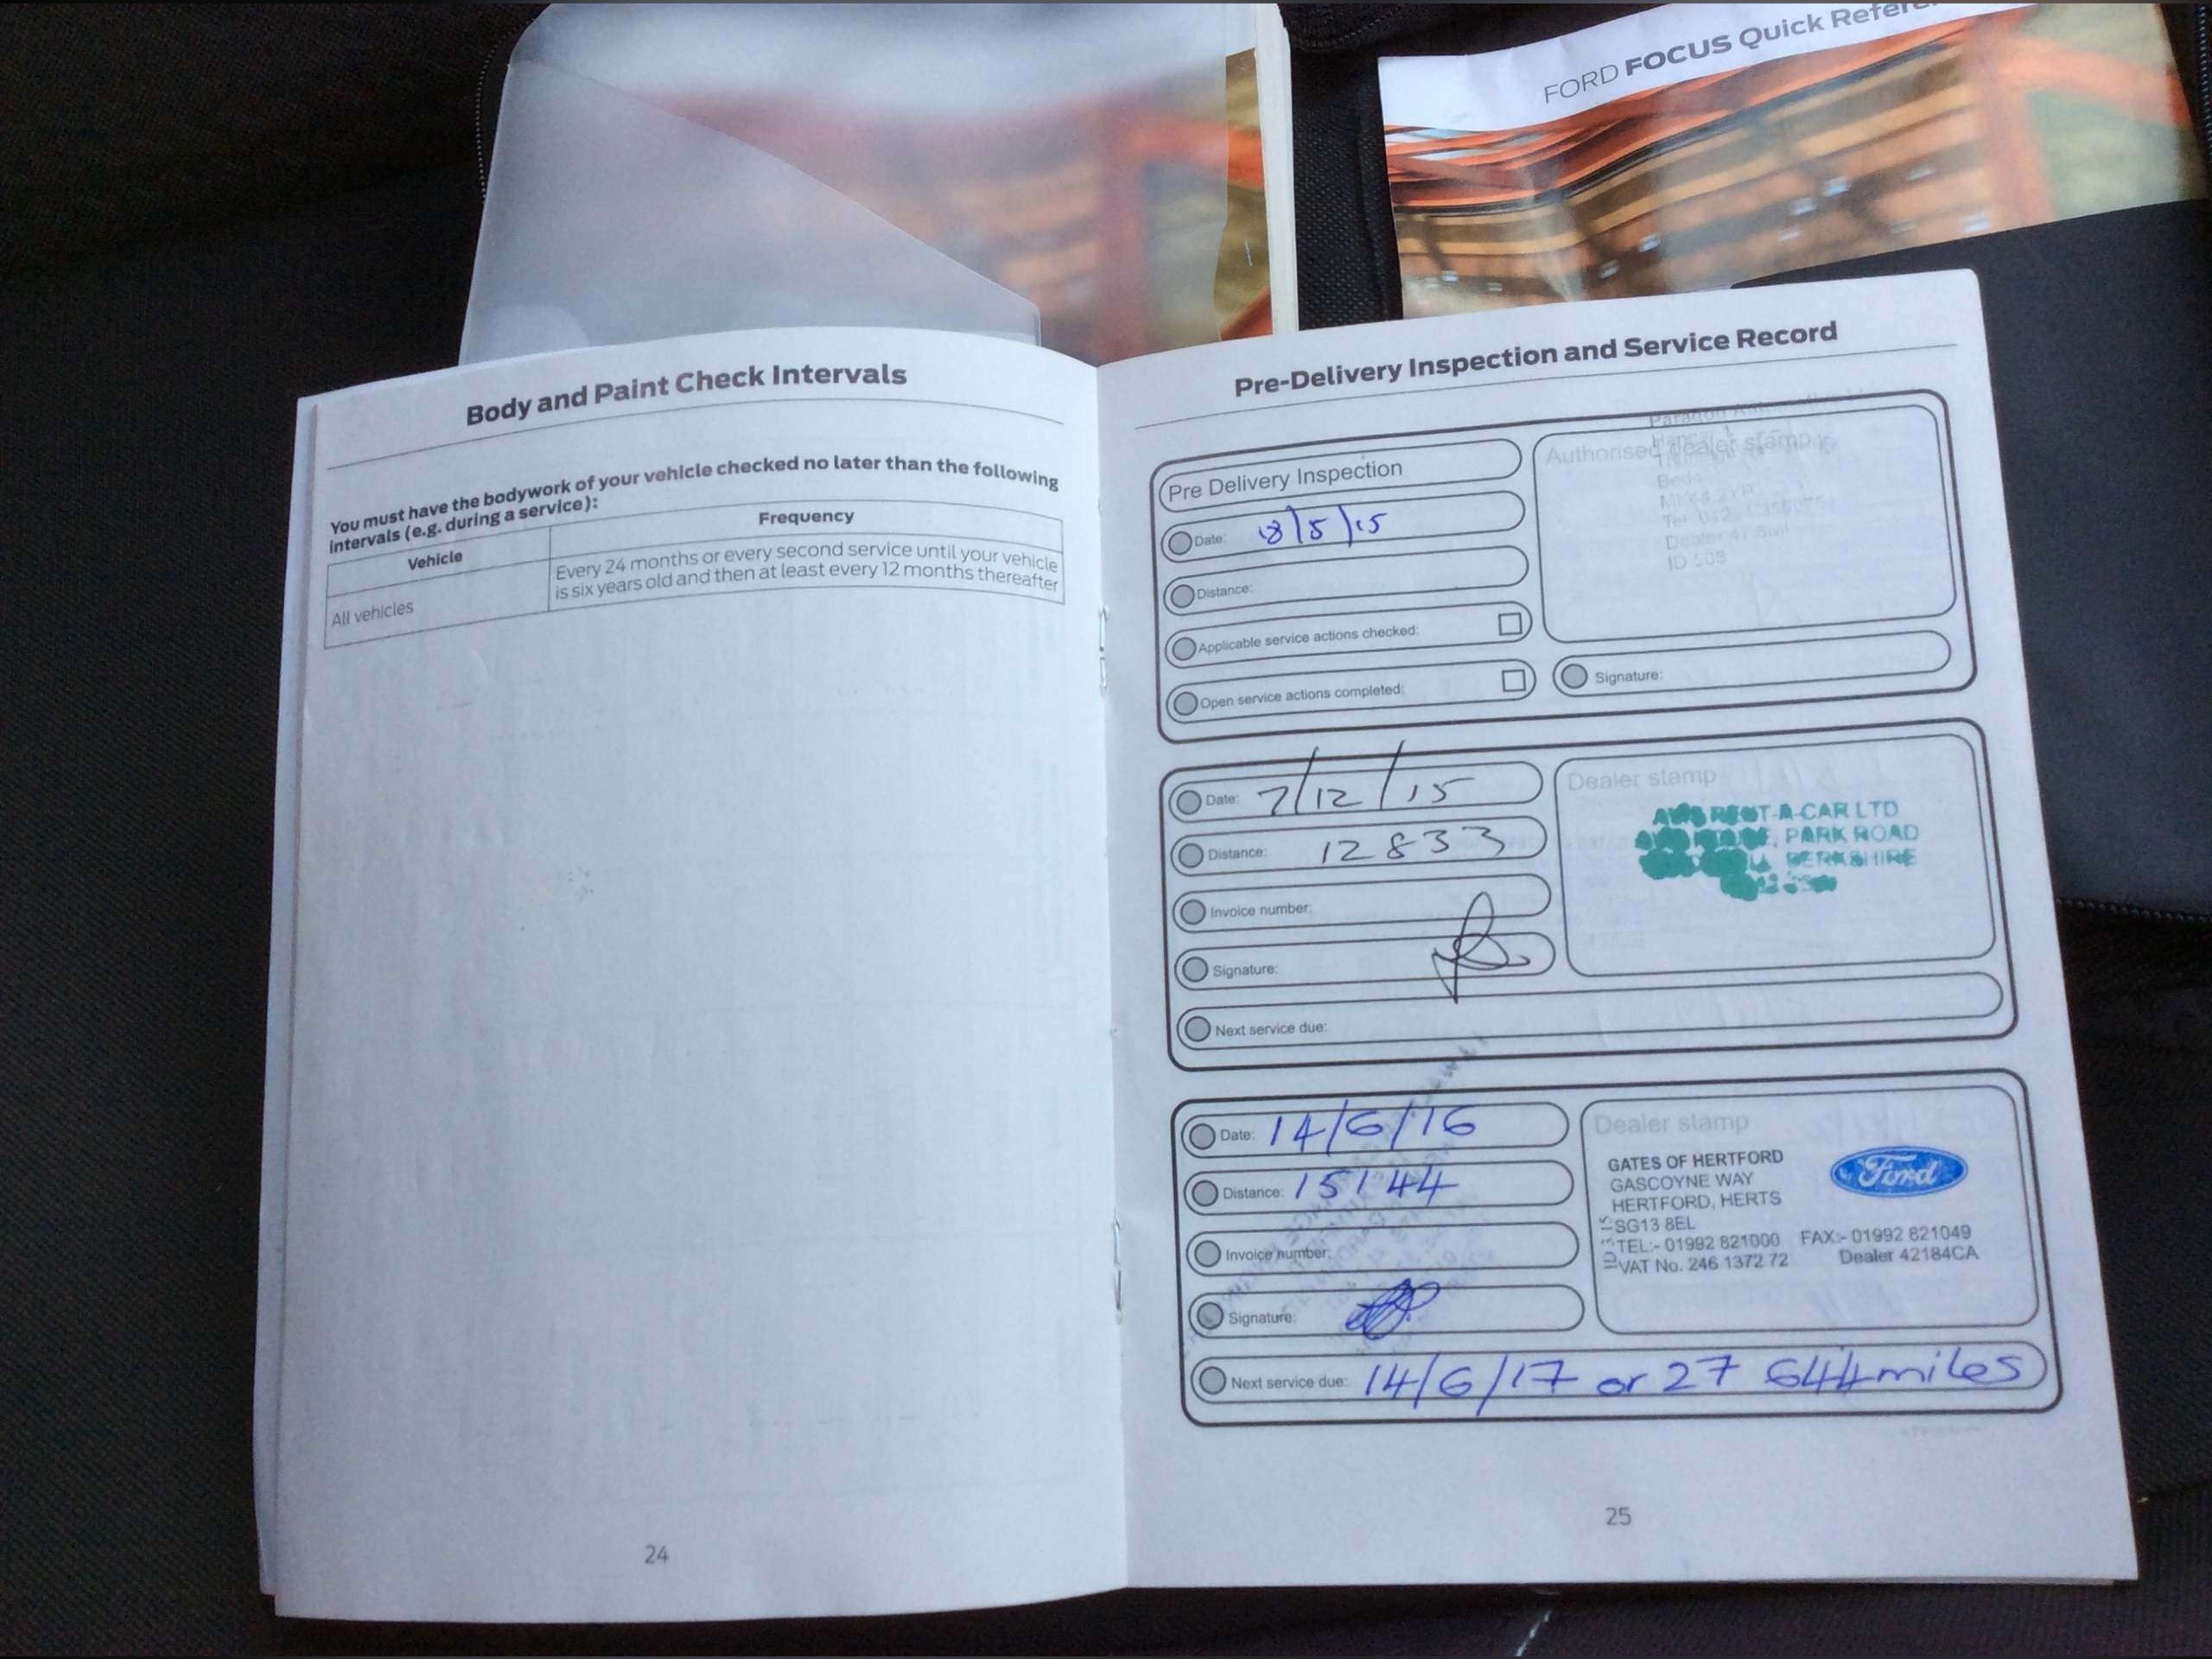 FORD FOCUS Quick
Body and Paint Check Intervals
You must have the bodywork of your vehicle checked no later than the following
intervals (e.g. during a service):
Vehicle
Frequency
All vehicles
Every 24 months or every second service until your vehicle
is six years old and then at least every 12 months thereafter
24
Pre-Delivery Inspection and Service Record
Pre Delivery Inspection
Date: 18/5/15
Distance:
Applicable service actions checked:
Open service actions completed:
Authorised dealer stamp
Beds
ID 503
Signature:
Date: 7/12/15
Distance: 12833
Invoice number:
Signature:
Next service due:
Dealer stamp
RENT-A-CAR LTD
PARK ROAD
BERKSHIRE
Date: 14/6/16
Distance: 15144
Invoice number:
Signature:
Next service due: 14/6/17 or 27 644 miles
Dealer stamp
GATES OF HERTFORD
GASCOYNE WAY
HERTFORD, HERTS
SG13 8EL
TEL:- 01992 821000 FAX:- 01992 821049
VAT No. 246 1372 72 Dealer 42184CA
Ford
25